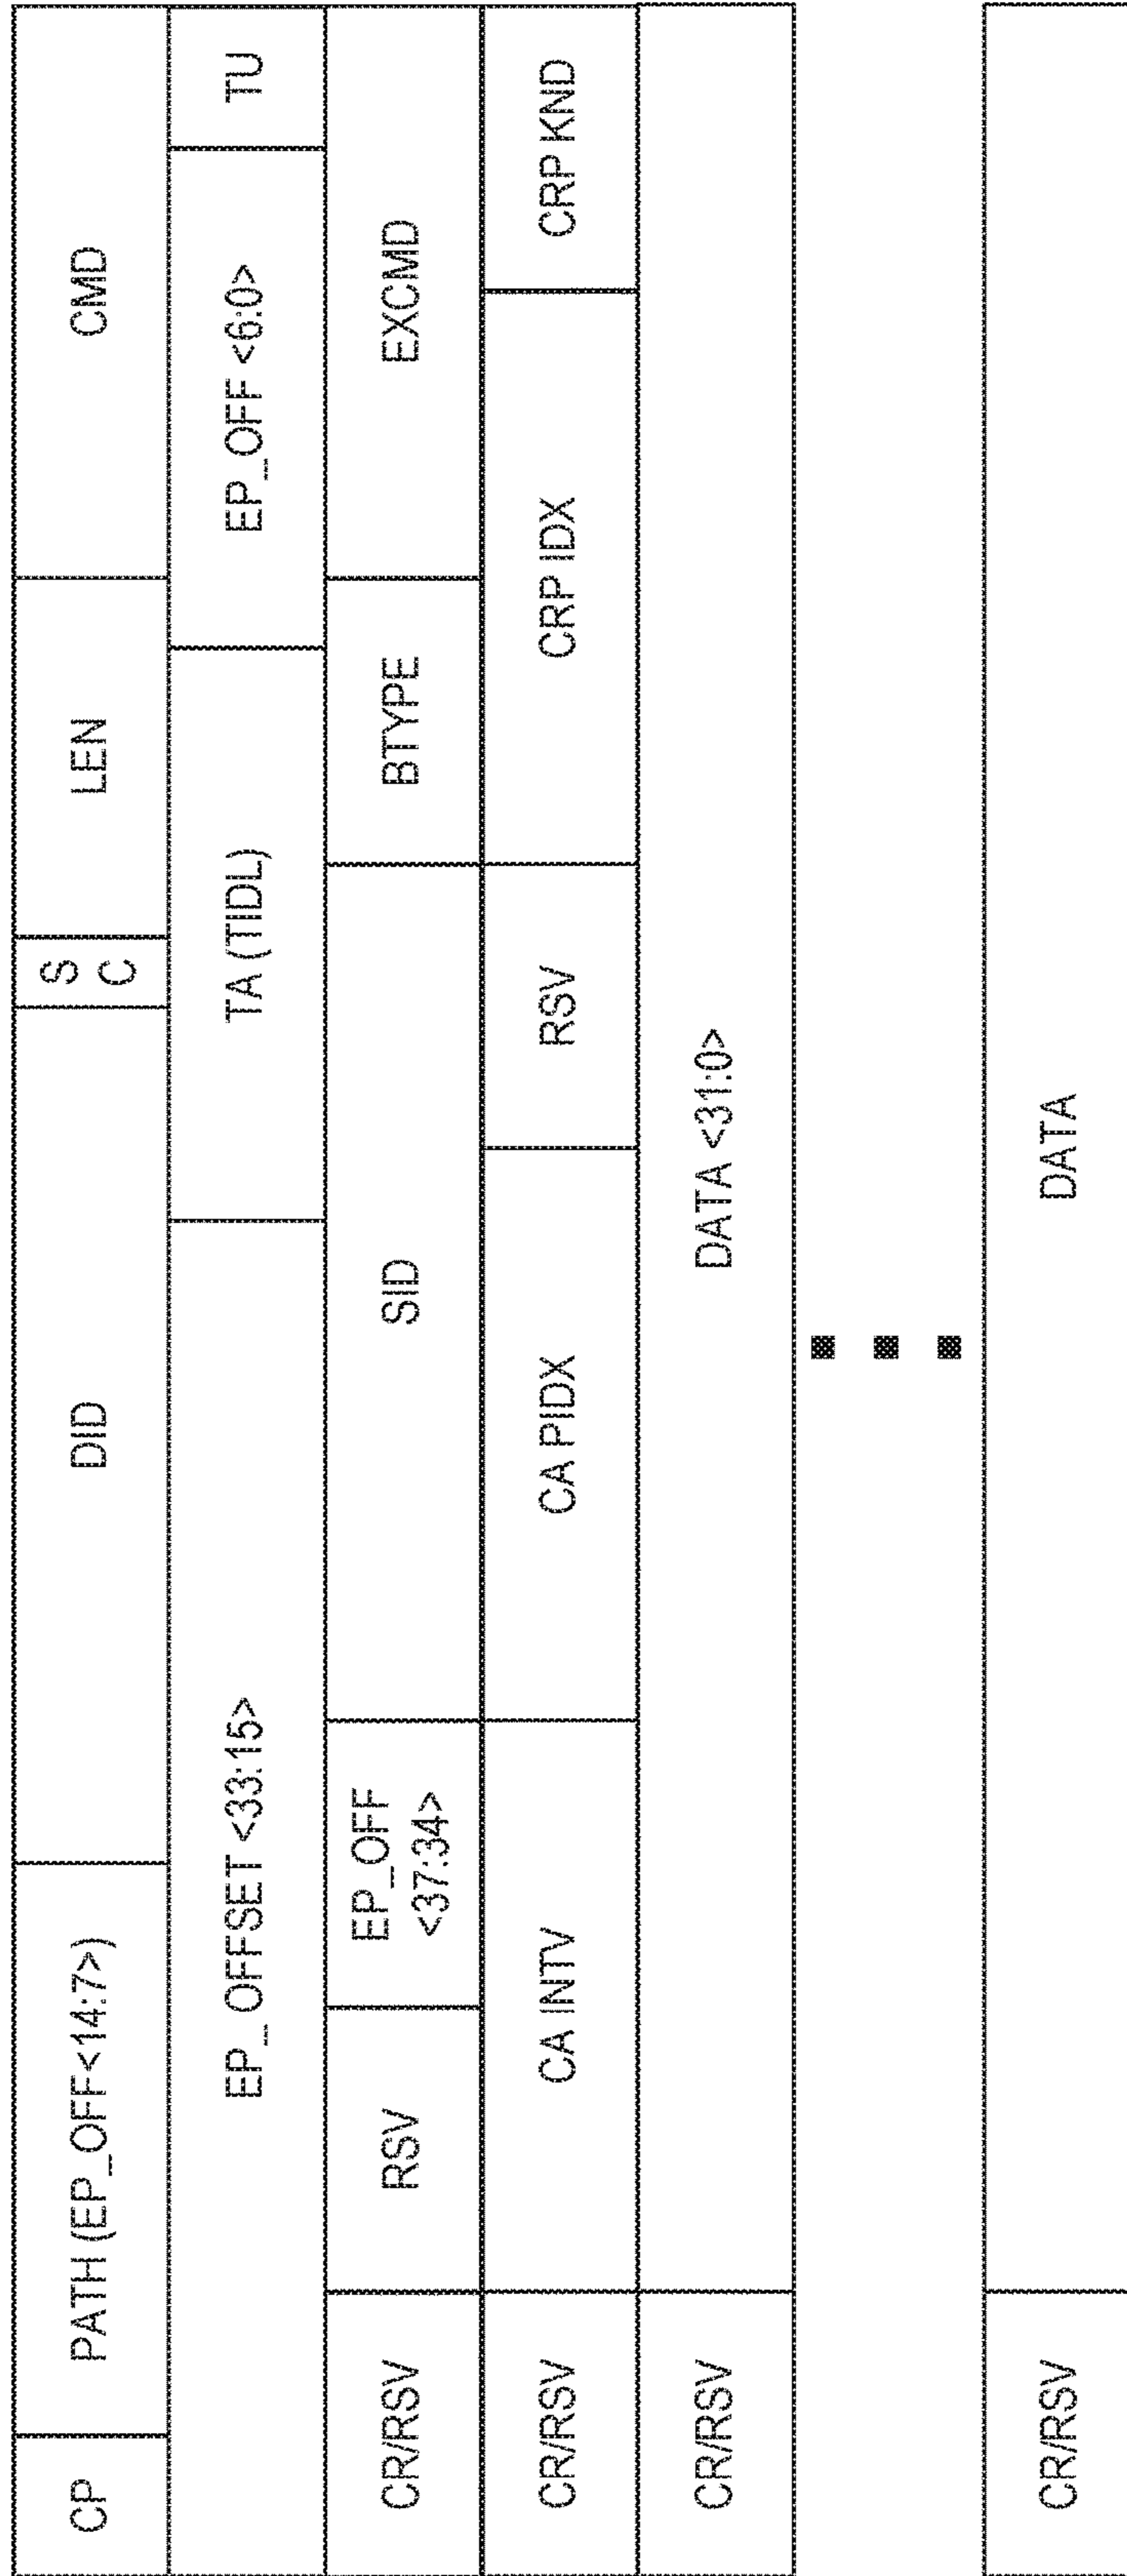 CP PATH (EP_OFF<14:7>) DID S C LEN CMD
EP_OFFSET <33:15> TA (TIDL) EP_OFF <6:0> TU
CR/RSV RSV EP_OFF <37:34> SID BTYPE EXCMD
CR/RSV CA INTV CA PIDX RSV CRP IDX CRP KND
CR/RSV DATA <31:0>
CR/RSV DATA